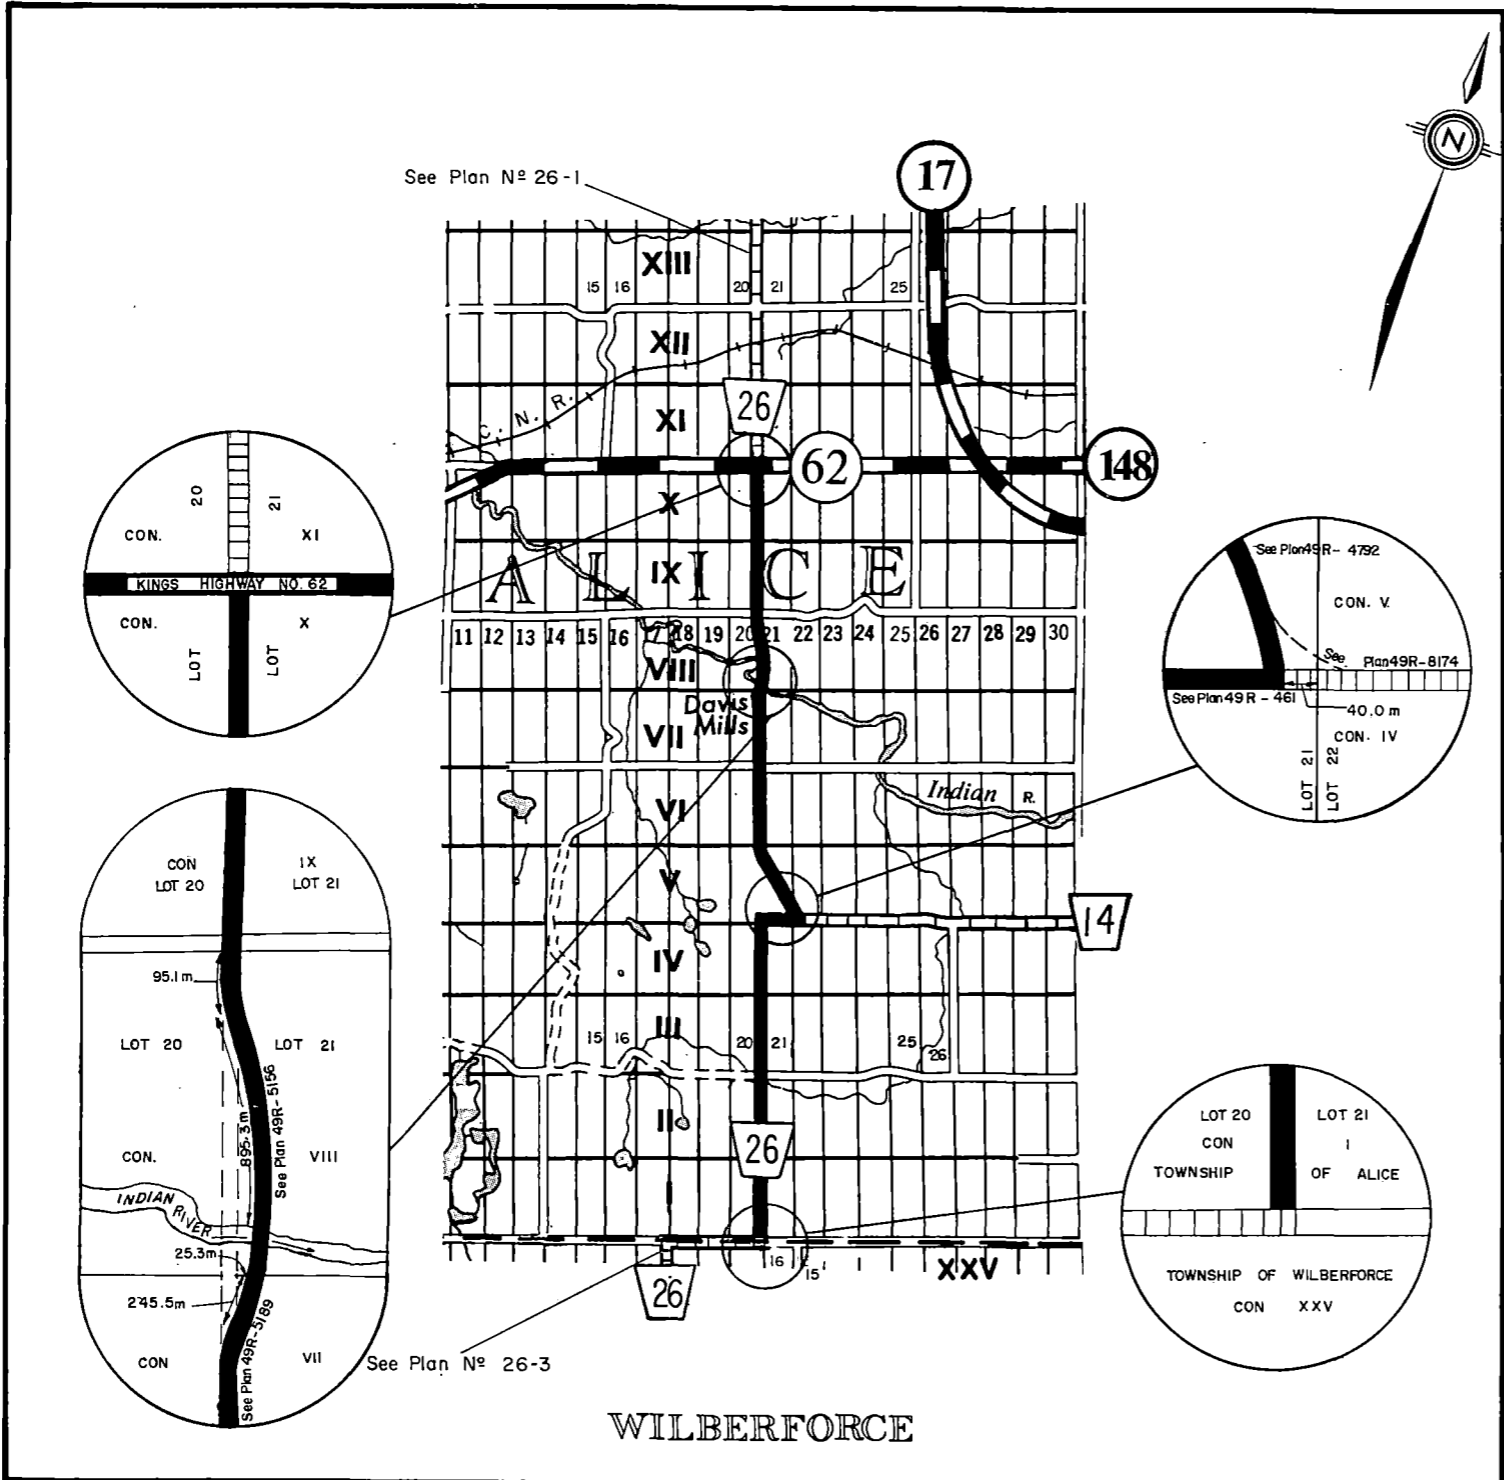 N
See Plan Nº 26-1
17
XIII
15 16 20 21 25
XII
C. N. R.
26
XI
62
148
X
20 21
CON. XI
KINGS HIGHWAY NO. 62
CON. X
LOT LOT
A L I C E
IX
11 12 13 14 15 16 17 18 19 20 21 22 23 24 25 26 27 28 29 30
VIII
Davis
Mills
VII
See Plan 49R - 4792
CON. V.
See Plan 49R-8174
See Plan 49R - 461
40.0 m
CON. IV
LOT 21
LOT 22
Indian R.
VI
V
14
IV
III
15 16 20 21 25 26
II
26
I
16
15
XXV
26
CON IX
LOT 20 LOT 21
95.1m
LOT 20 LOT 21
895.3m
See Plan 49R-5156
CON. VIII
INDIAN
RIVER
25.3m
245.5m
See Plan 49R-5189
CON VII
See Plan Nº 26-3
LOT 20 LOT 21
CON I
TOWNSHIP OF ALICE
TOWNSHIP OF WILBERFORCE
CON XXV
WILBERFORCE